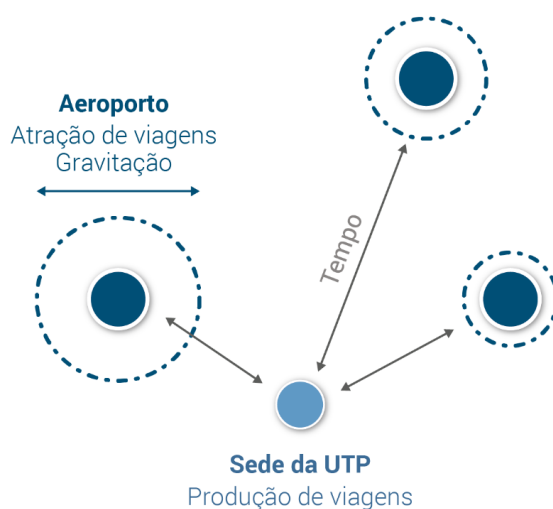 Aeroporto
Atração de viagens
Gravitação
Tempo
Sede da UTP
Produção de viagens